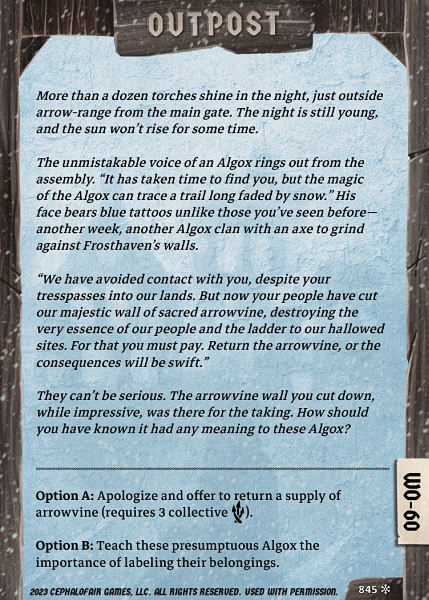 OUTPOST
More than a dozen torches shine in the night, just outside
arrow-range from the main gate. The night is still young,
and the sun won’t rise for some time.
The unmistakable voice of an Algox rings out from the
assembly. “It has taken time to find you, but the magic
of the Algox can trace a trail long faded by snow.” His
face bears blue tattoos unlike those you’ve seen before—
another week, another Algox clan with an axe to grind
against Frosthaven’s walls.
“We have avoided contact with you, despite your
tresspasses into our lands. But now your people have cut
our majestic wall of sacred arrowvine, destroying the
very essence of our people and the ladder to our hallowed
sites. For that you must pay. Return the arrowvine, or the
consequences will be swift.”
They can’t be serious. The arrowvine wall you cut down,
while impressive, was there for the taking. How should
you have known it had any meaning to these Algox?
Option A: Apologize and offer to return a supply of
arrowvine (requires 3 collective ).
Option B: Teach these presumptuous Algox the
importance of labeling their belongings.
WO-60
2023 CEPHALOFAIR GAMES, LLC. ALL RIGHTS RESERVED. USED WITH PERMISSION.
845